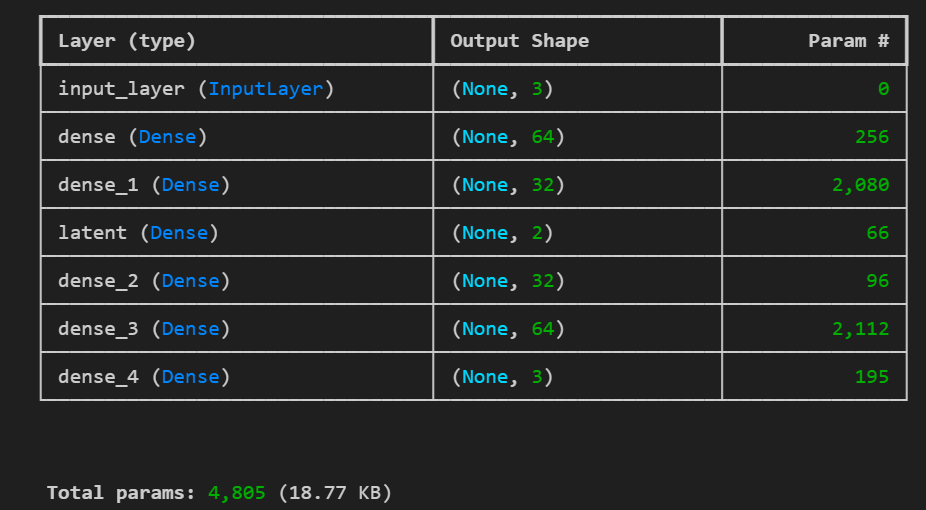 Layer (type) Output Shape Param #
input_layer (InputLayer) (None, 3) 0
dense (Dense) (None, 64) 256
dense_1 (Dense) (None, 32) 2,080
latent (Dense) (None, 2) 66
dense_2 (Dense) (None, 32) 96
dense_3 (Dense) (None, 64) 2,112
dense_4 (Dense) (None, 3) 195
Total params: 4,805 (18.77 KB)